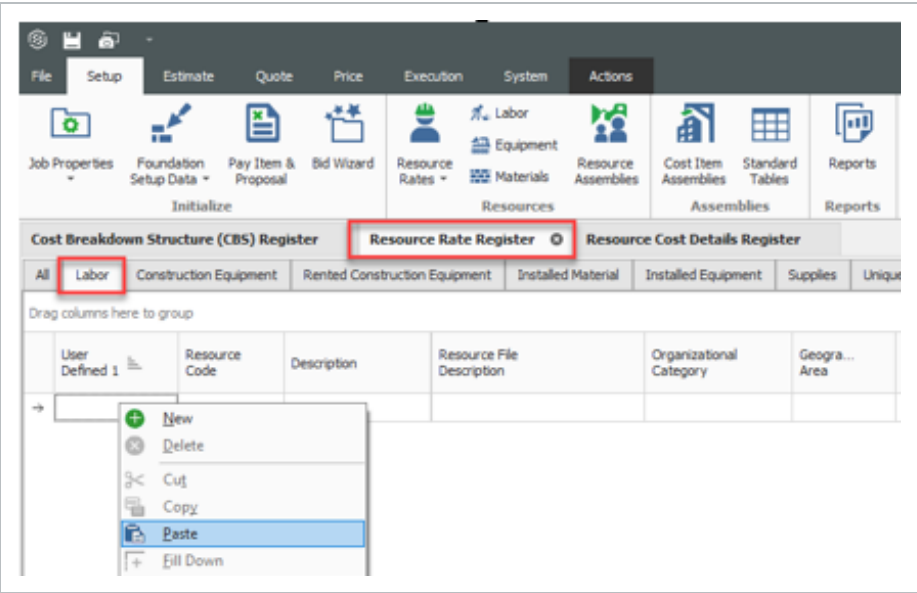 File Setup Estimate Quote Price Execution System Actions
Job Properties
Foundation
Setup Data
Pay Item &
Proposal
Bid Wizard
Resource
Rates
Labor
Equipment
Materials
Resource
Assemblies
Cost Item
Assemblies
Standard
Tables
Reports
Initialize Resources Assemblies Reports
Cost Breakdown Structure (CBS) Register Resource Rate Register Resource Cost Details Register
All Labor Construction Equipment Rented Construction Equipment Installed Material Installed Equipment Supplies Unique
Drag columns here to group
User
Defined 1
Resource
Code
Description
Resource File
Description
Organizational
Category
Geogra...
Area
New
Delete
Cut
Copy
Paste
Fill Down